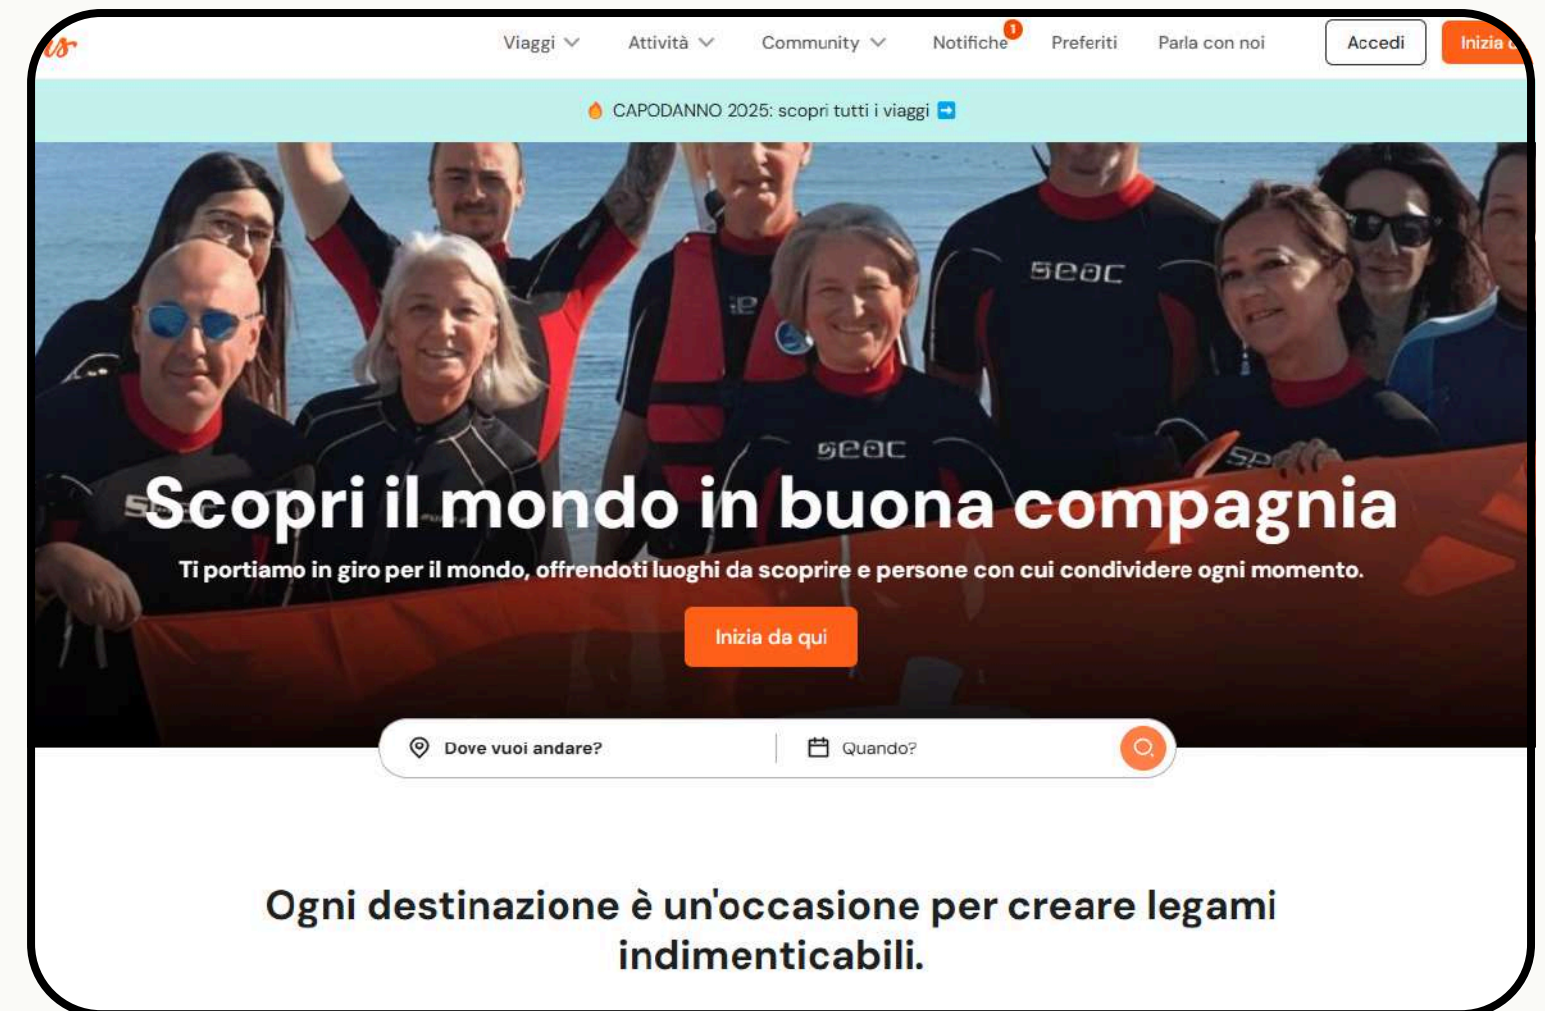 Viaggi Attività Community Notifiche 1 Preferiti Parla con noi Accedi Inizia
CAPODANNO 2025: scopri tutti i viaggi
seac
seac
Scopri il mondo in buona compagnia
Ti portiamo in giro per il mondo, offrendoti luoghi da scoprire e persone con cui condividere ogni momento.
Inizia da qui
Dove vuoi andare? Quando?
Ogni destinazione è un'occasione per creare legami
indimenticabili.